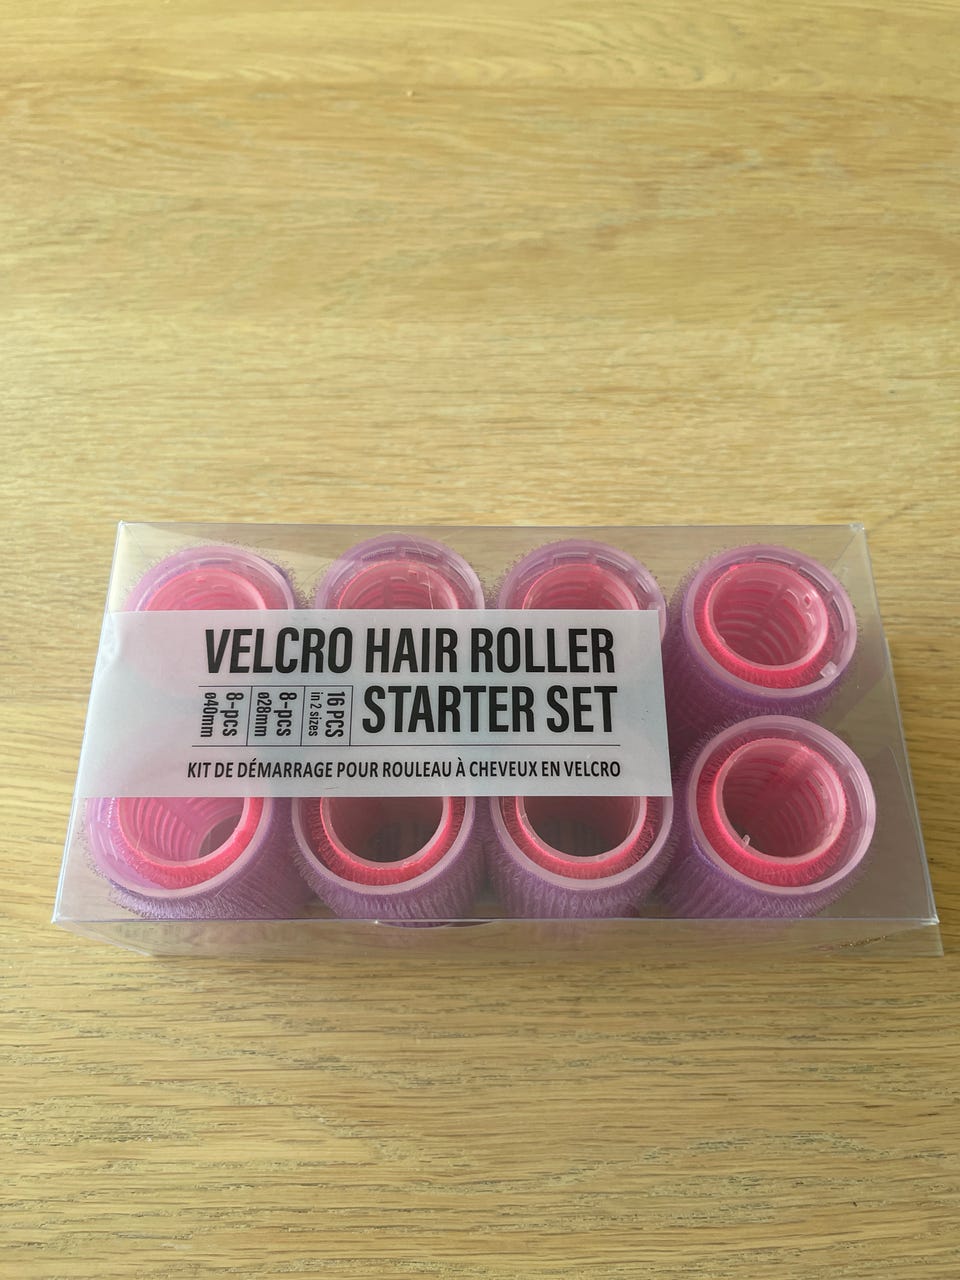 VELCRO HAIR ROLLER
STARTER SET
16 PCS
in 2 sizes
8-pcs
ø28mm
8-pcs
ø40mm
KIT DE DÉMARRAGE POUR ROULEAU À CHEVEUX EN VELCRO